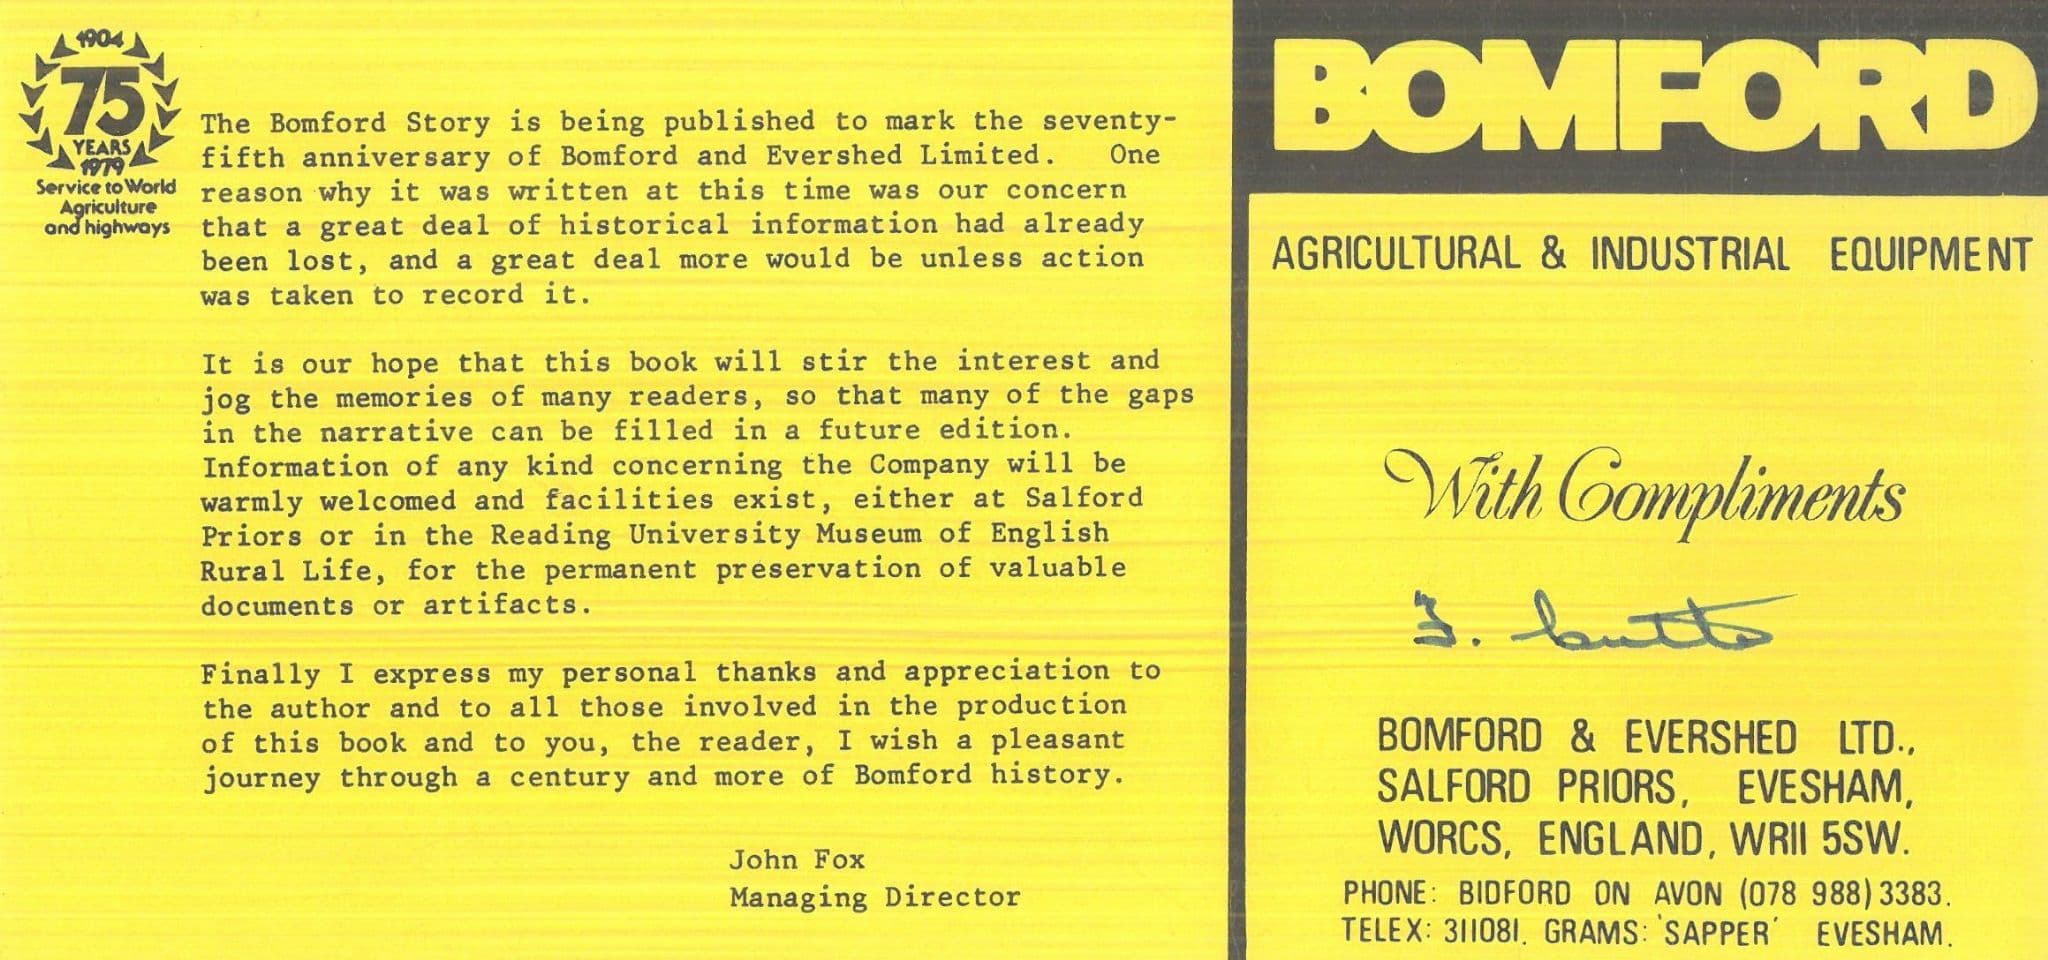 1904
75
YEARS
1979
Service to World
Agriculture
and highways
The Bomford Story is being published to mark the seventy-
fifth anniversary of Bomford and Evershed Limited. One
reason why it was written at this time was our concern
that a great deal of historical information had already
been lost, and a great deal more would be unless action
was taken to record it.
It is our hope that this book will stir the interest and
jog the memories of many readers, so that many of the gaps
in the narrative can be filled in a future edition.
Information of any kind concerning the Company will be
warmly welcomed and facilities exist, either at Salford
Priors or in the Reading University Museum of English
Rural Life, for the permanent preservation of valuable
documents or artifacts.
Finally I express my personal thanks and appreciation to
the author and to all those involved in the production
of this book and to you, the reader, I wish a pleasant
journey through a century and more of Bomford history.
John Fox
Managing Director
BOMFORD
AGRICULTURAL & INDUSTRIAL EQUIPMENT
With Compliments
BOMFORD & EVERSHED LTD.,
SALFORD PRIORS, EVESHAM,
WORCS, ENGLAND, WR11 5SW.
PHONE: BIDFORD ON AVON (078 988) 3383.
TELEX: 311081. GRAMS: 'SAPPER' EVESHAM.